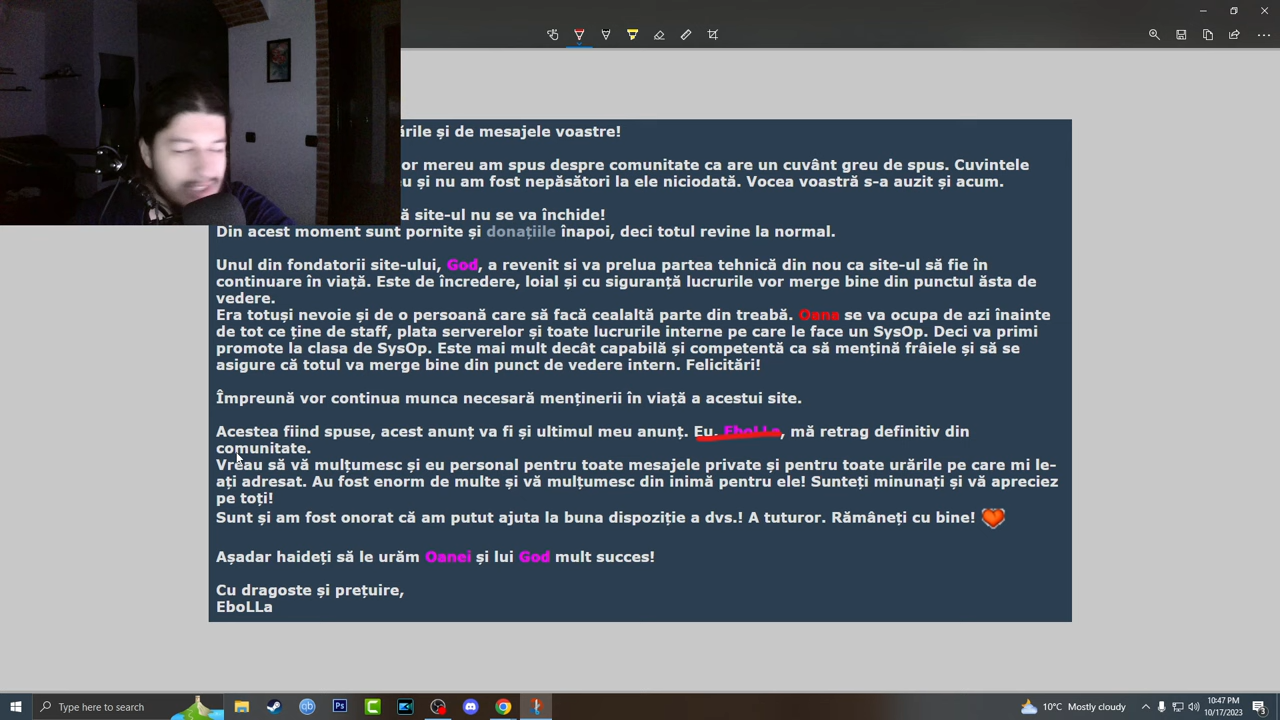 ările și de mesajele voastre!
or mereu am spus despre comunitate ca are un cuvânt greu de spus. Cuvintele
u și nu am fost nepăsători la ele niciodată. Vocea voastră s-a auzit și acum.
ă site-ul nu se va închide!
Din acest moment sunt pornite și donațiile înapoi, deci totul revine la normal.
Unul din fondatorii site-ului, God, a revenit si va prelua partea tehnică din nou ca site-ul să fie în
continuare în viață. Este de încredere, loial și cu siguranță lucrurile vor merge bine din punctul ăsta de
vedere.
Era totuși nevoie și de o persoană care să facă cealaltă parte din treabă. Oana se va ocupa de azi înainte
de tot ce ține de staff, plata serverelor și toate lucrurile interne pe care le face un SysOp. Deci va primi
promote la clasa de SysOp. Este mai mult decât capabilă și competentă ca să mențină frâiele și să se
asigure că totul va merge bine din punct de vedere intern. Felicitări!
Împreună vor continua munca necesară menținerii în viață a acestui site.
Acestea fiind spuse, acest anunț va fi și ultimul meu anunț. Eu, EboLLa, mă retrag definitiv din
comunitate.
Vreau să vă mulțumesc și eu personal pentru toate mesajele private și pentru toate urările pe care mi le-
ați adresat. Au fost enorm de multe și vă mulțumesc din inimă pentru ele! Sunteți minunați și vă apreciez
pe toți!
Sunt și am fost onorat că am putut ajuta la buna dispoziție a dvs.! A tuturor. Rămâneți cu bine!
Așadar haideți să le urăm Oanei și lui God mult succes!
Cu dragoste și prețuire,
EboLLa
Type here to search
10°C Mostly cloudy
10:47 PM
10/17/2023